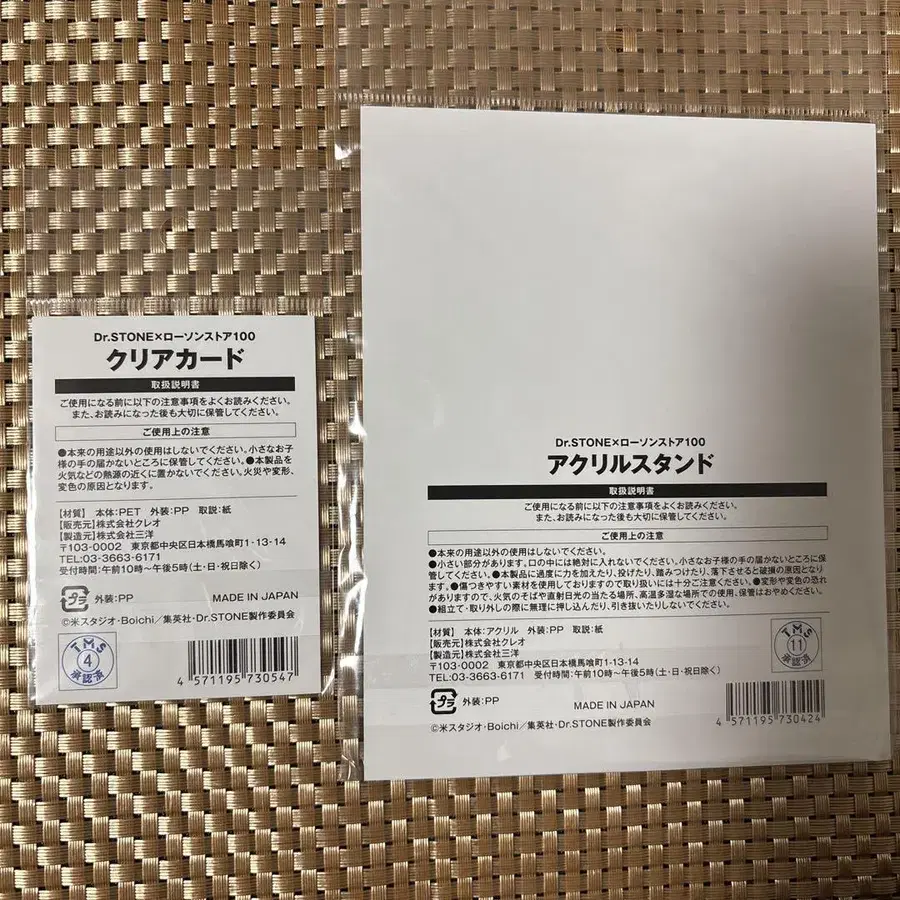 Dr.STONE×ローソンストア100
クリアカード
取扱説明書
ご使用になる前に以下の注意事項をよくお読みください。
また、お読みになった後も大切に保管してください。
ご使用上の注意
●本来の用途以外の使用はしないでください。小さなお子
様の手の届かないところに保管してください。●本製品を
火気などの熱源の近くに置かないでください。火災や変形、
変色の原因となります。
【材質】 本体:PET 外装:PP 取説:紙
【販売元】株式会社クレオ
【製造元】株式会社三洋
〒103-0002 東京都中央区日本橋馬喰町1-13-14
TEL:03-3663-6171
受付時間:午前10時〜午後5時(土・日・祝日除く)
プラ 外装:PP MADE IN JAPAN
©米スタジオ・Boichi/集英社・Dr.STONE製作委員会
TMS
4
承認済
4 571195 730547
Dr.STONE×ローソンストア100
アクリルスタンド
取扱説明書
ご使用になる前に以下の注意事項をよくお読みください。
また、お読みになった後も大切に保管してください。
ご使用上の注意
●本来の用途以外の使用はしないでください。
●小さい部分があります。口の中には絶対に入れないでください。小さなお子様の手の届かないところに保
管してください。●本製品に過度に力を加えたり、投げたり、踏みつけたり、落下させると破損の原因となり
ます。●傷つきやすい素材を使用しておりますので取り扱いには十分ご注意ください。●変形や変色の恐れ
がありますので、火気のそばや直射日光の当たる場所、高温多湿な場所での使用、保管はおやめください。
●組立て・取り外しの際に無理に押し込んだり、引き抜いたりしないでください。
【材質】 本体:アクリル 外装:PP 取説:紙
【販売元】株式会社クレオ
【製造元】株式会社三洋
〒103-0002 東京都中央区日本橋馬喰町1-13-14
TEL:03-3663-6171 受付時間:午前10時〜午後5時(土・日・祝日除く)
プラ 外装:PP MADE IN JAPAN
©米スタジオ・Boichi/集英社・Dr.STONE製作委員会
TMS
11
承認済
4 571195 730424